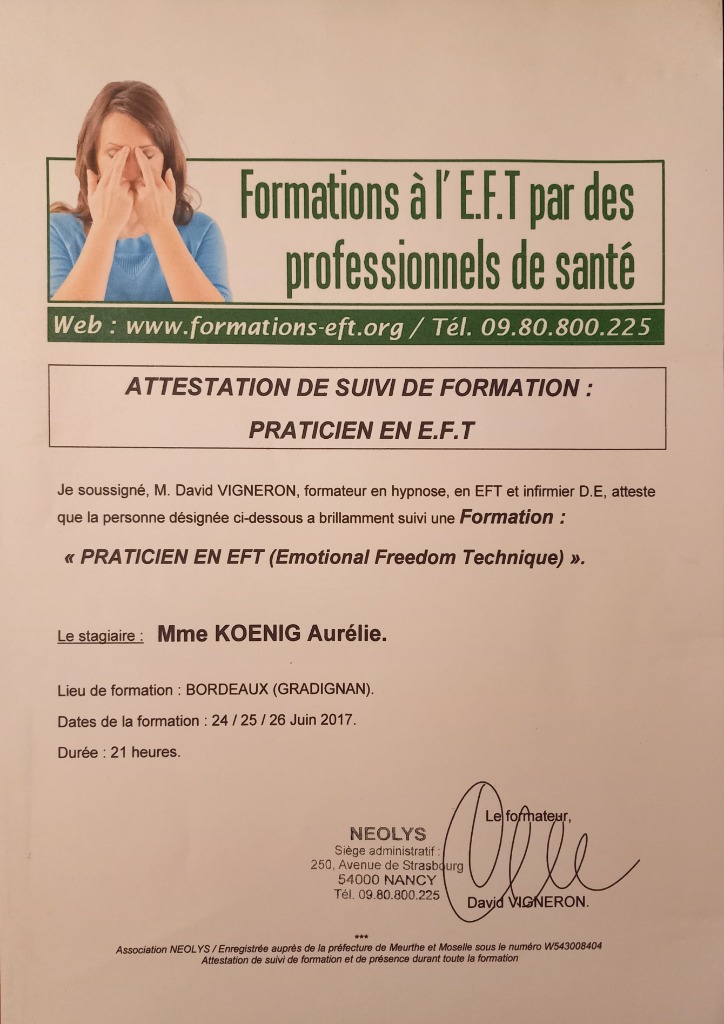 Formations à l' E.F.T par des
professionnels de santé
Web : www.formations-eft.org / Tél. 09.80.800.225
ATTESTATION DE SUIVI DE FORMATION :
PRATICIEN EN E.F.T
Je soussigné, M. David VIGNERON, formateur en hypnose, en EFT et infirmier D.E, atteste
que la personne désignée ci-dessous a brillamment suivi une Formation :
« PRATICIEN EN EFT (Emotional Freedom Technique) ».
Le stagiaire : Mme KOENIG Aurélie.
Lieu de formation : BORDEAUX (GRADIGNAN).
Dates de la formation : 24 / 25 / 26 Juin 2017.
Durée : 21 heures.
Le formateur,
NEOLYS
Siège administratif :
250, Avenue de Strasbourg
54000 NANCY
Tél. 09.80.800.225
David VIGNERON.
***
Association NEOLYS / Enregistrée auprès de la préfecture de Meurthe et Moselle sous le numéro W543008404
Attestation de suivi de formation et de présence durant toute la formation